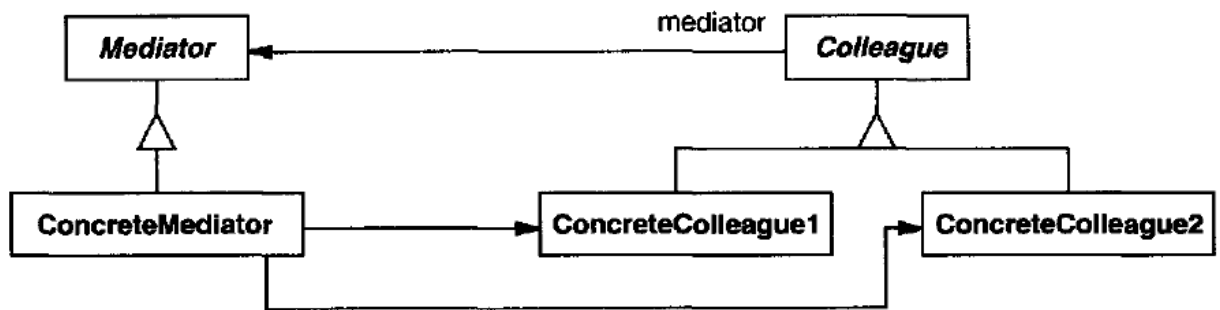 mediator
Mediator
Colleague
ConcreteMediator
ConcreteColleague1
ConcreteColleague2